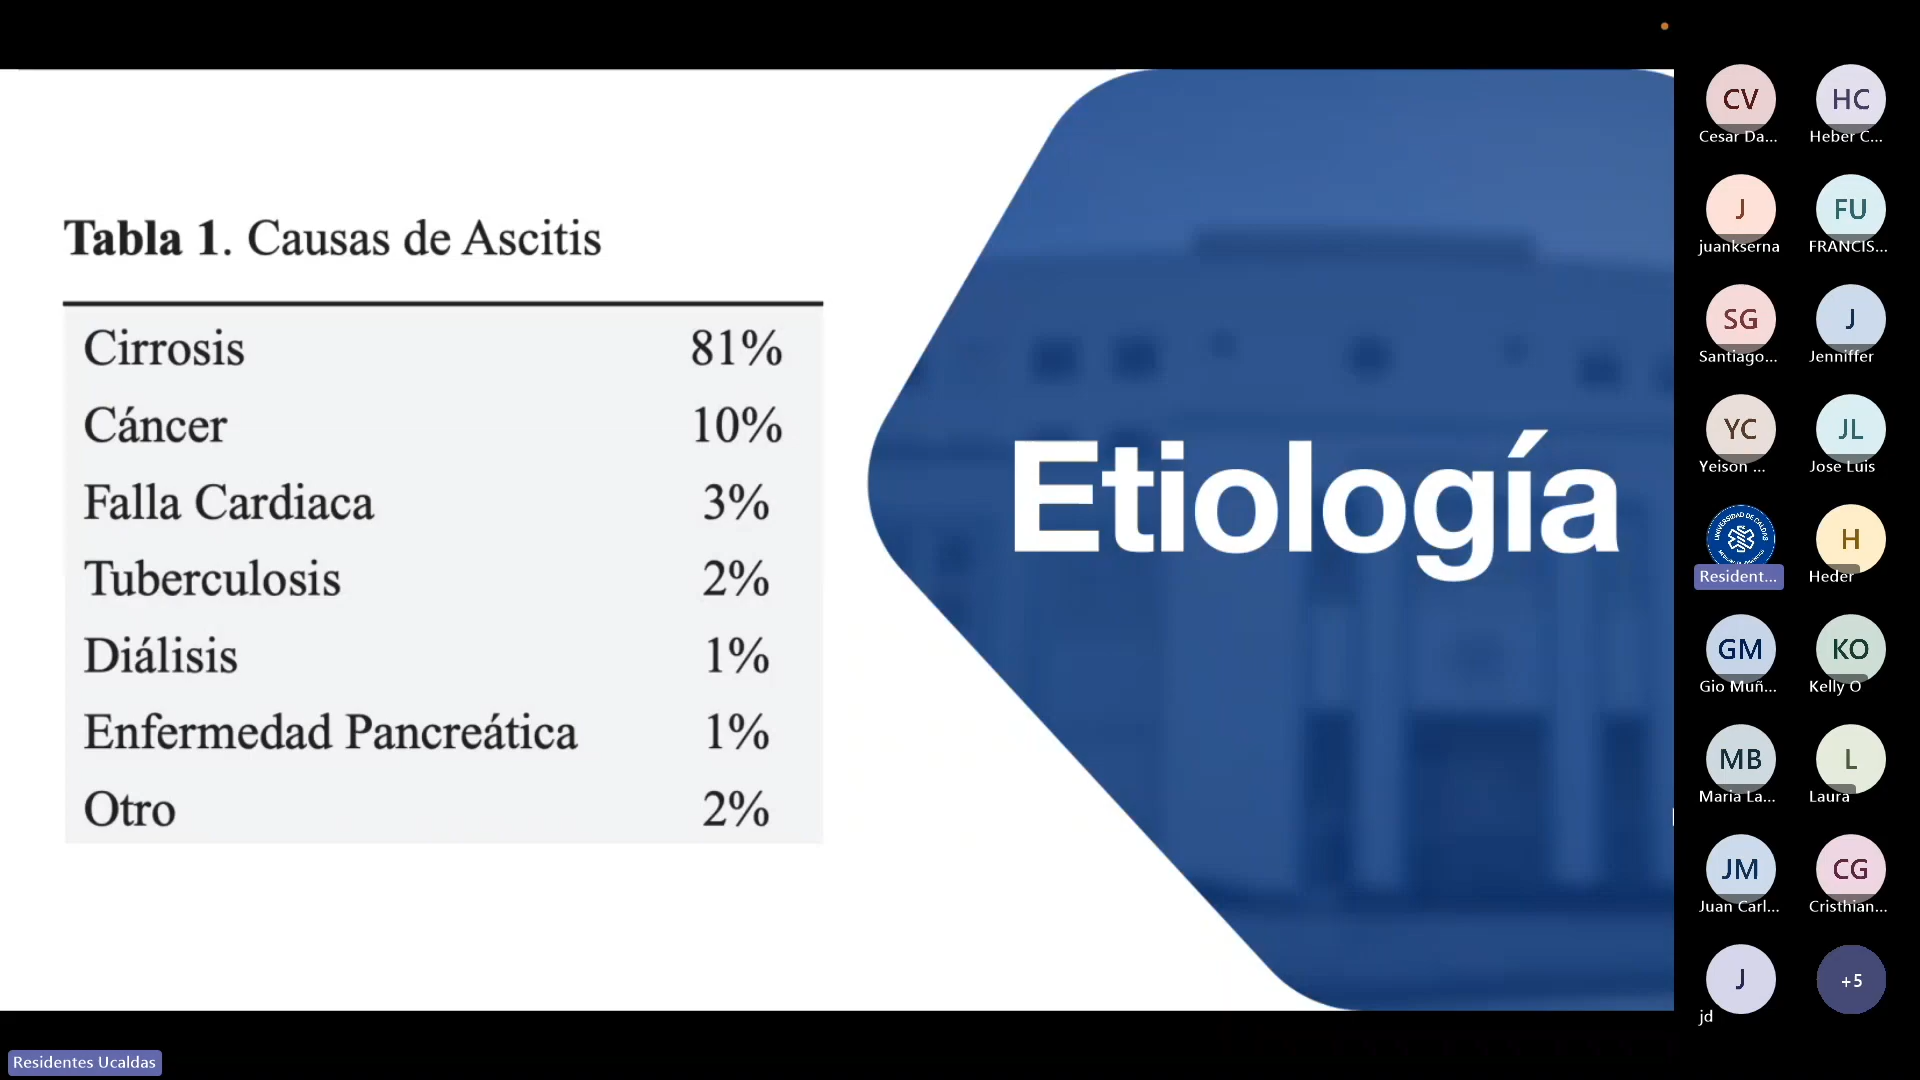 Tabla 1. Causas de Ascitis
Cirrosis 81%
Cáncer 10%
Falla Cardiaca 3%
Tuberculosis 2%
Diálisis 1%
Enfermedad Pancreática 1%
Otro 2%
Etiología
CV HC
Cesar Da... Heber C...
J FU
juankserna FRANCIS...
SG J
Santiago... Jenniffer
YC JL
Yeison ... Jose Luis
UNIVERSIDAD DE CALDAS
H
Resident... Heder
GM KO
Gio Muñ... Kelly O
MB L
Maria La... Laura
JM CG
Juan Carl... Cristhian...
J +5
jd
Residentes Ucaldas